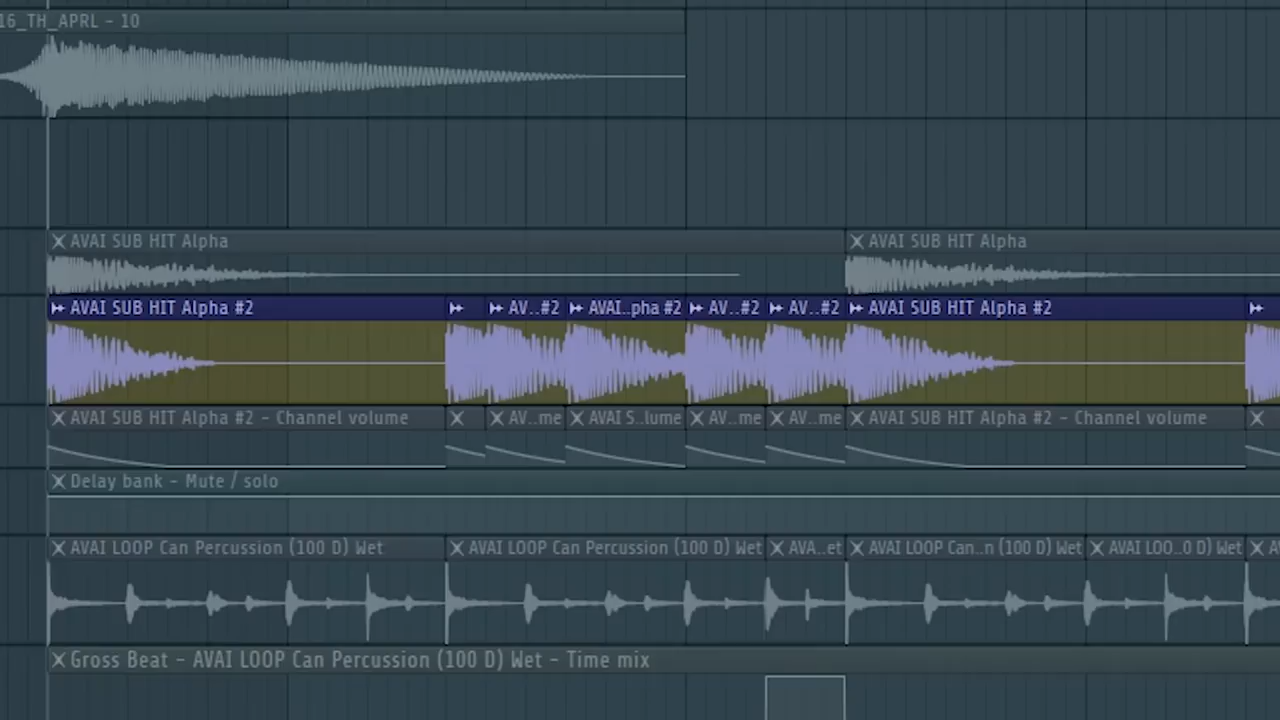 16_TH_APRL - 10
AVAI SUB HIT Alpha AVAI SUB HIT Alpha
AVAI SUB HIT Alpha #2 AV..#2 AVAI..pha #2 AV..#2 AV..#2 AVAI SUB HIT Alpha #2
AVAI SUB HIT Alpha #2 - Channel volume AV..me AVAI S..lume AV..me AV..me AVAI SUB HIT Alpha #2 - Channel volume
Delay bank - Mute / solo
AVAI LOOP Can Percussion (100 D) Wet AVAI LOOP Can Percussion (100 D) Wet AVA..et AVAI LOOP Can..n (100 D) Wet AVAI LOO..0 D) Wet
Gross Beat - AVAI LOOP Can Percussion (100 D) Wet - Time mix